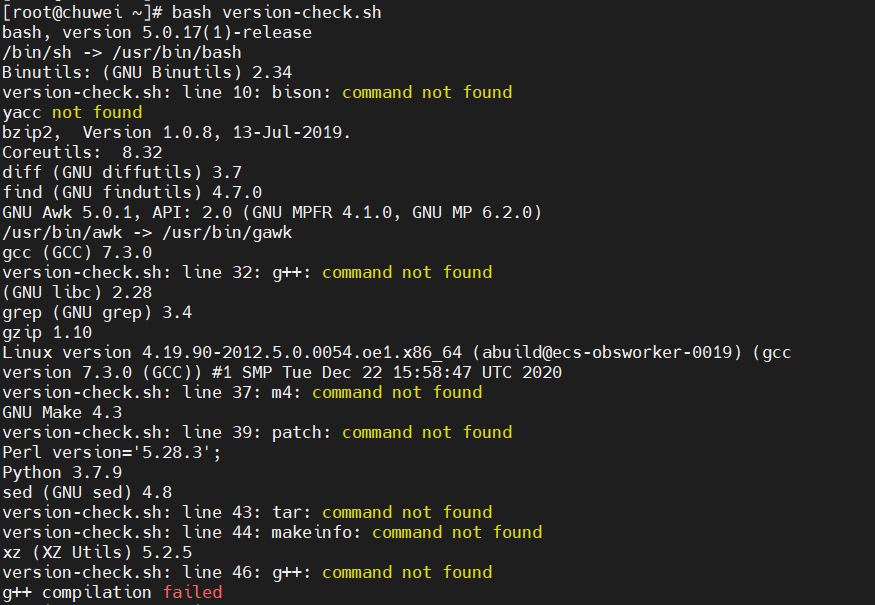 [root@chuwei ~]# bash version-check.sh
bash, version 5.0.17(1)-release
/bin/sh -> /usr/bin/bash
Binutils: (GNU Binutils) 2.34
version-check.sh: line 10: bison: command not found
yacc not found
bzip2,  Version 1.0.8, 13-Jul-2019.
Coreutils:  8.32
diff (GNU diffutils) 3.7
find (GNU findutils) 4.7.0
GNU Awk 5.0.1, API: 2.0 (GNU MPFR 4.1.0, GNU MP 6.2.0)
/usr/bin/awk -> /usr/bin/gawk
gcc (GCC) 7.3.0
version-check.sh: line 32: g++: command not found
(GNU libc) 2.28
grep (GNU grep) 3.4
gzip 1.10
Linux version 4.19.90-2012.5.0.0054.oe1.x86_64 (abuild@ecs-obsworker-0019) (gcc
version 7.3.0 (GCC)) #1 SMP Tue Dec 22 15:58:47 UTC 2020
version-check.sh: line 37: m4: command not found
GNU Make 4.3
version-check.sh: line 39: patch: command not found
Perl version='5.28.3';
Python 3.7.9
sed (GNU sed) 4.8
version-check.sh: line 43: tar: command not found
version-check.sh: line 44: makeinfo: command not found
xz (XZ Utils) 5.2.5
version-check.sh: line 46: g++: command not found
g++ compilation failed